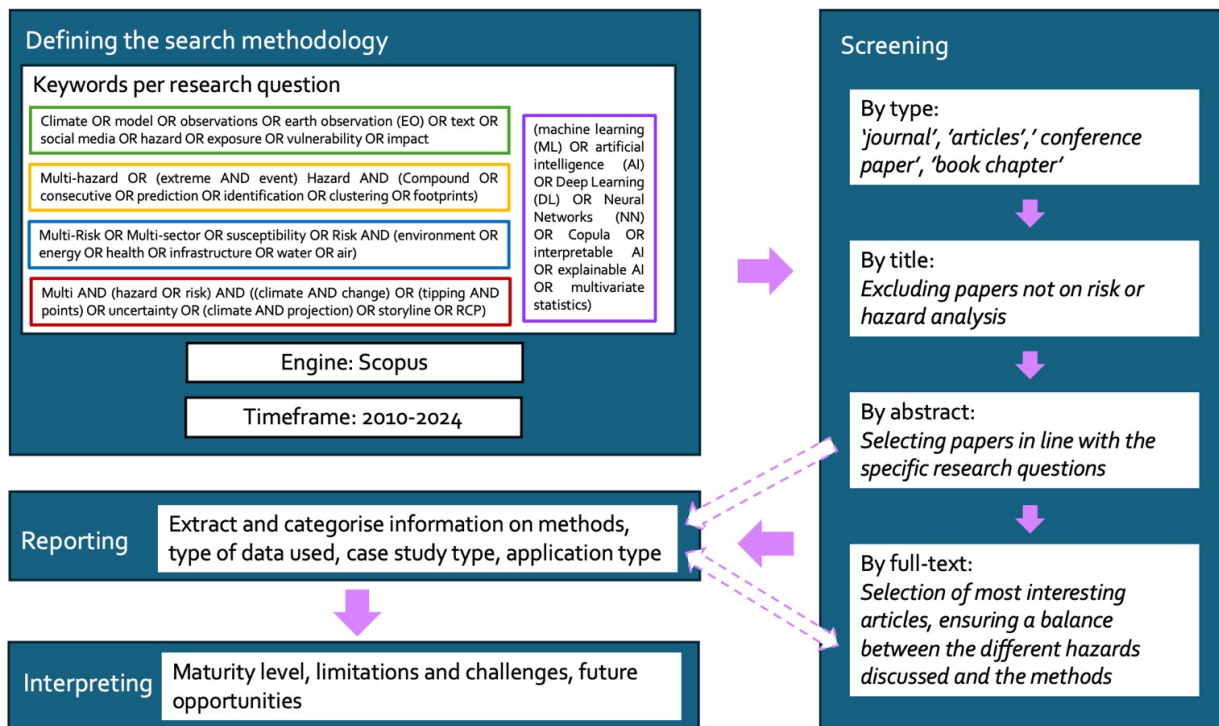 Defining the search methodology
Keywords per research question
Climate OR model OR observations OR earth observation (EO) OR text OR
social media OR hazard OR exposure OR vulnerability OR impact
Multi-hazard OR (extreme AND event) Hazard AND (Compound OR
consecutive OR prediction OR identification OR clustering OR footprints)
Multi-Risk OR Multi-sector OR susceptibility OR Risk AND (environment OR
energy OR health OR infrastructure OR water OR air)
Multi AND (hazard OR risk) AND ((climate AND change) OR (tipping AND
points) OR uncertainty OR (climate AND projection) OR storyline OR RCP)
(machine learning
(ML) OR artificial
intelligence (AI)
OR Deep Learning
(DL) OR Neural
Networks (NN)
OR Copula OR
interpretable AI
OR explainable AI
OR multivariate
statistics)
Engine: Scopus
Timeframe: 2010-2024
Screening
By type:
‘journal’, ‘articles’,’ conference
paper’, ‘book chapter’
By title:
Excluding papers not on risk or
hazard analysis
By abstract:
Selecting papers in line with the
specific research questions
By full-text:
Selection of most interesting
articles, ensuring a balance
between the different hazards
discussed and the methods
Reporting
Extract and categorise information on methods,
type of data used, case study type, application type
Interpreting
Maturity level, limitations and challenges, future
opportunities